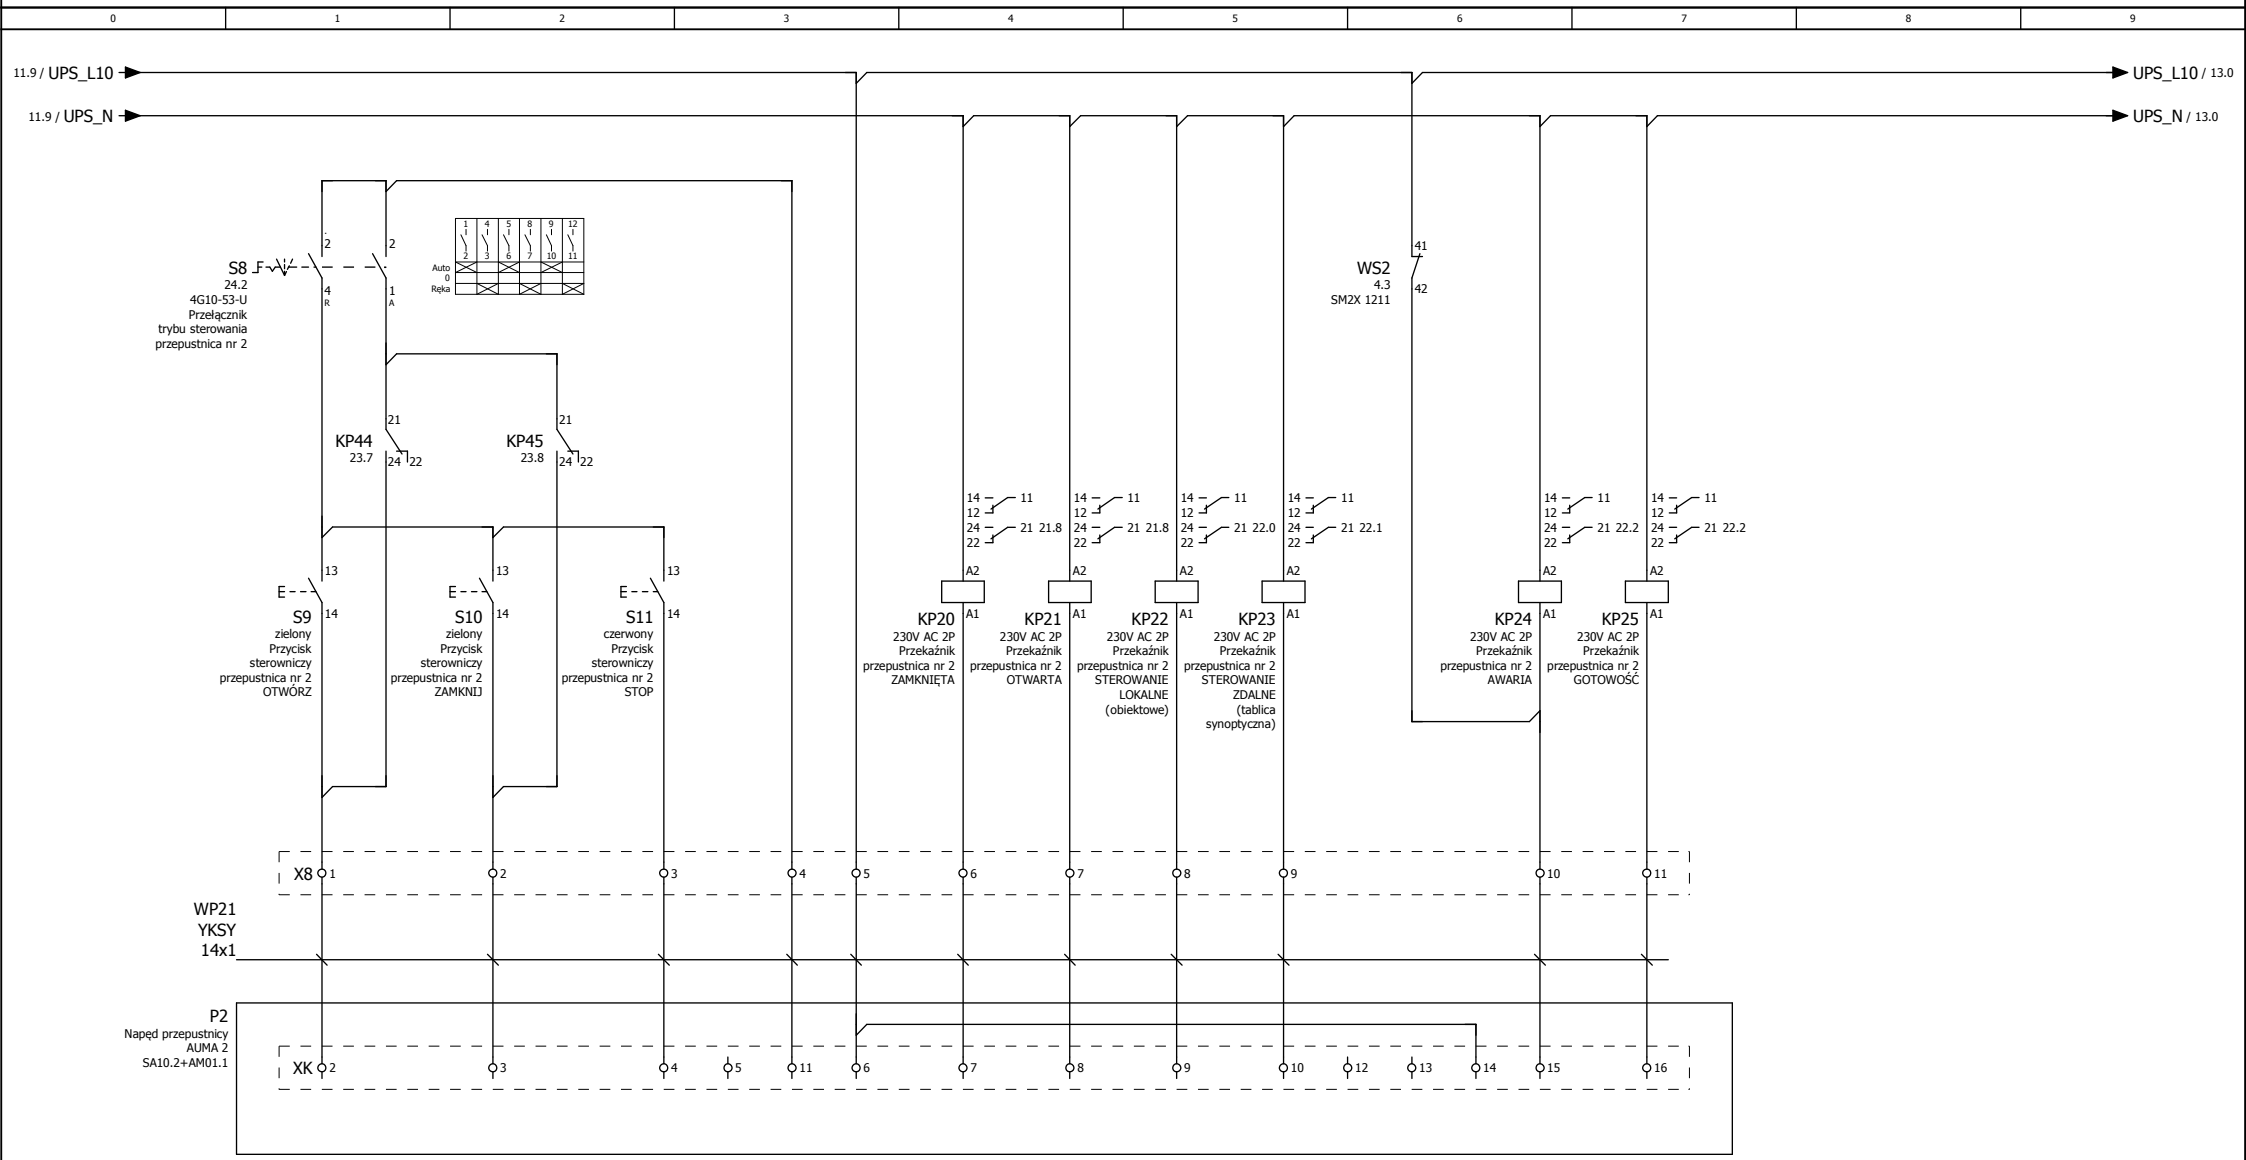 0 1 2 3 4 5 6 7 8 9
11.9 / UPS_L10
UPS_L10 / 13.0
11.9 / UPS_N
UPS_N / 13.0
1 4 5 8 9 12
2 3 6 7 10 11
Auto
0
Ręka
2 2
S8
24.2
4G10-53-U
Przełącznik
trybu sterowania
przepustnica nr 2
4 1
R A
41
WS2
4.3
SM2X 1211
42
21
KP44
23.7
24 22
21
KP45
23.8
24 22
14 11
12
24 21 21.8
22
14 11
12
24 21 21.8
22
14 11
12
24 21 22.0
22
14 11
12
24 21 22.1
22
14 11
12
24 21 22.2
22
14 11
12
24 21 22.2
22
13
E
14
S9
zielony
Przycisk
sterowniczy
przepustnica nr 2
OTWÓRZ
13
E
14
S10
zielony
Przycisk
sterowniczy
przepustnica nr 2
ZAMKNIJ
13
E
14
S11
czerwony
Przycisk
sterowniczy
przepustnica nr 2
STOP
A2
A1
KP20
230V AC 2P
Przekaźnik
przepustnica nr 2
ZAMKNIĘTA
A2
A1
KP21
230V AC 2P
Przekaźnik
przepustnica nr 2
OTWARTA
A2
A1
KP22
230V AC 2P
Przekaźnik
przepustnica nr 2
STEROWANIE
LOKALNE
(obiektowe)
A2
A1
KP23
230V AC 2P
Przekaźnik
przepustnica nr 2
STEROWANIE
ZDALNE
(tablica
synoptyczna)
A2
A1
KP24
230V AC 2P
Przekaźnik
przepustnica nr 2
AWARIA
A2
A1
KP25
230V AC 2P
Przekaźnik
przepustnica nr 2
GOTOWOŚĆ
X8 1 2 3 4 5 6 7 8 9 10 11
WP21
YKSY
14x1
P2
Napęd przepustnicy
AUMA 2
SA10.2+AM01.1
XK 2 3 4 5 11 6 7 8 9 10 12 13 14 15 16